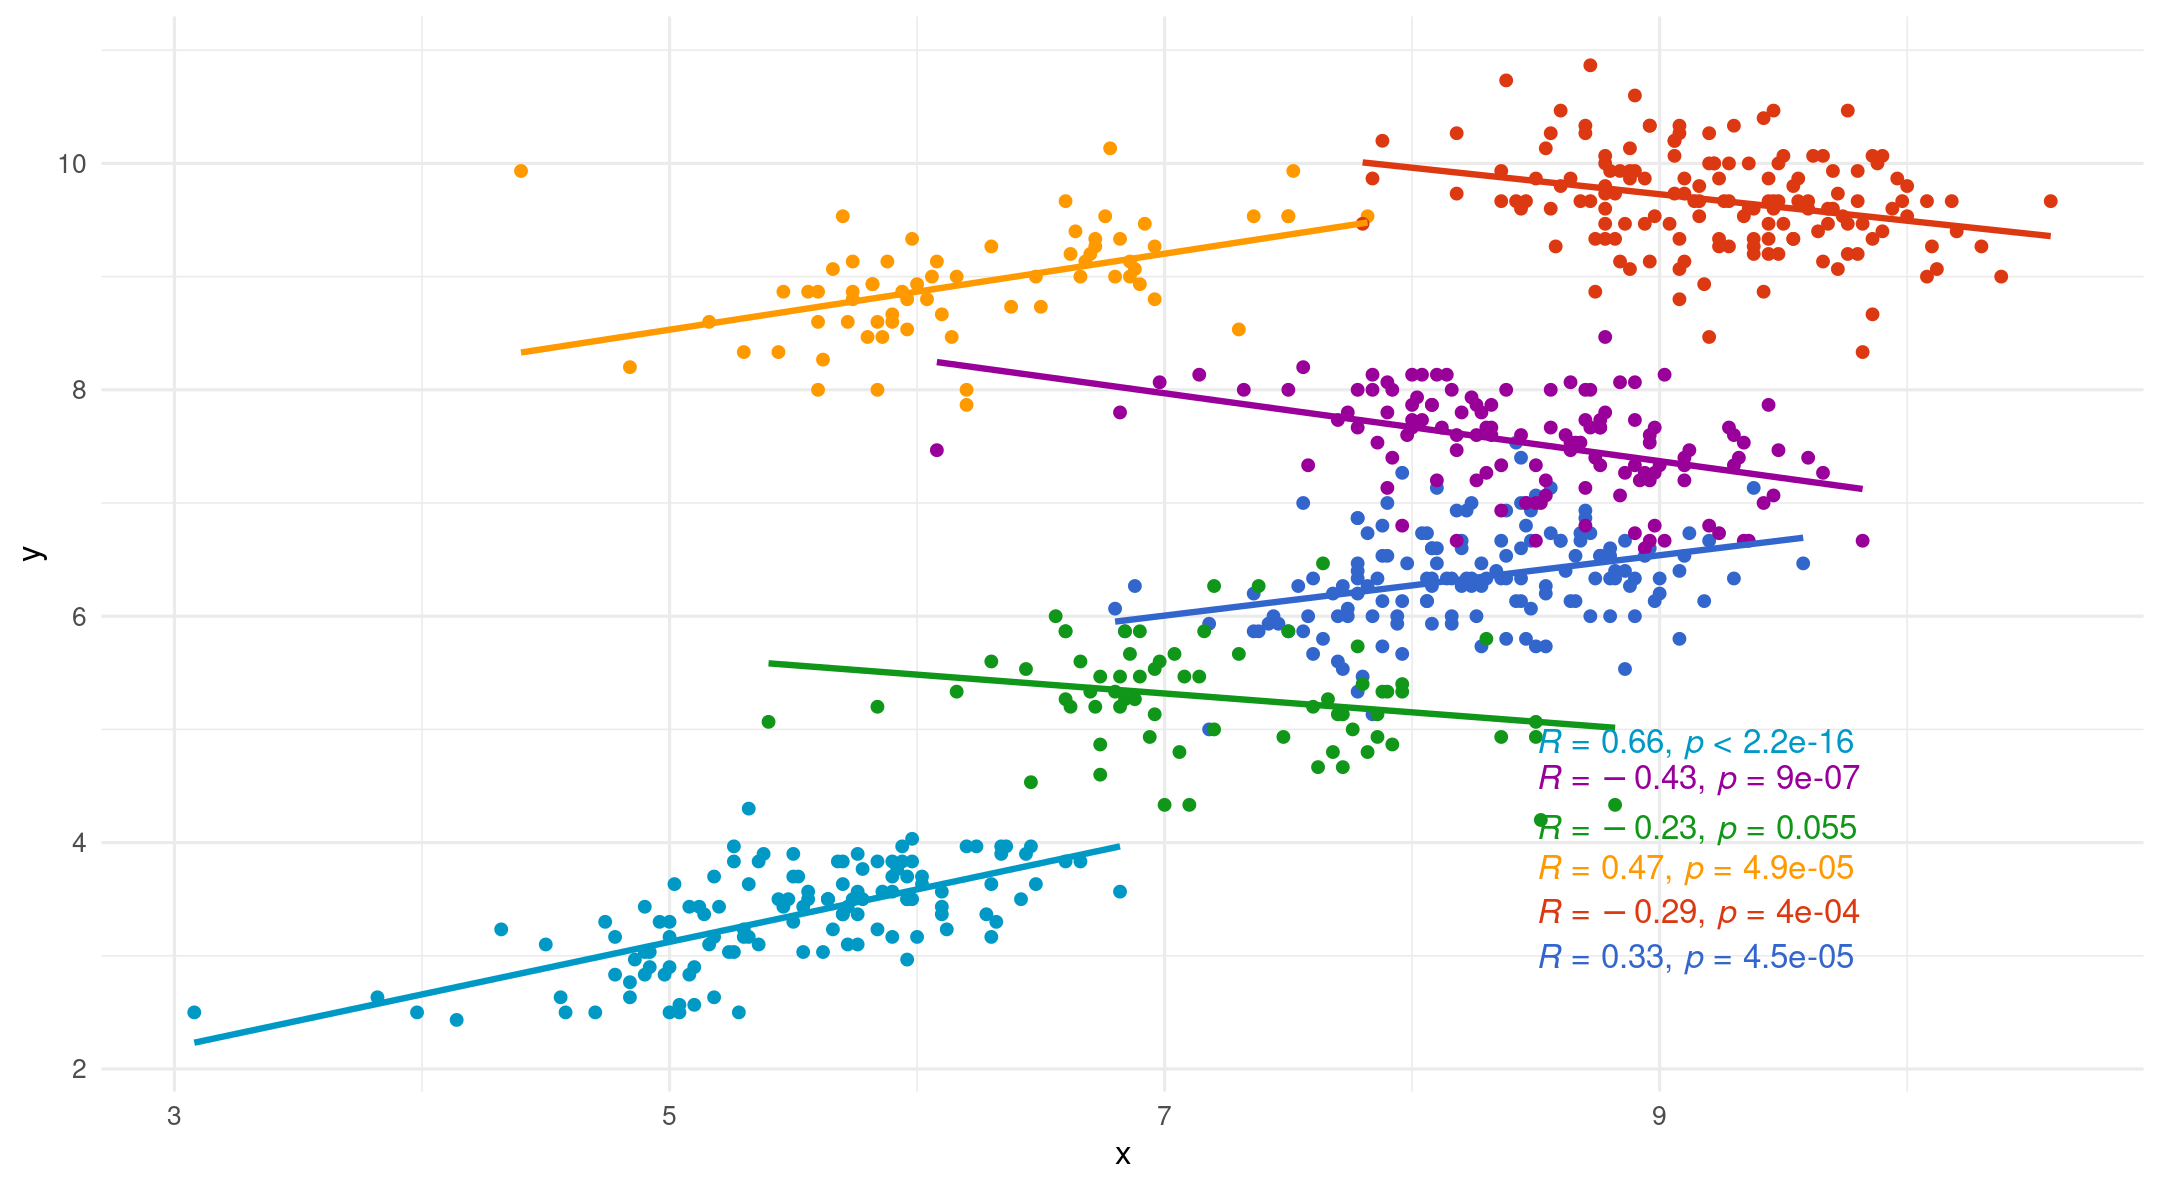 10
8
6
4
2
y
R = 0.66, p < 2.2e-16
R = − 0.43, p = 9e-07
R = − 0.23, p = 0.055
R = 0.47, p = 4.9e-05
R = − 0.29, p = 4e-04
R = 0.33, p = 4.5e-05
3 5 7 9
x